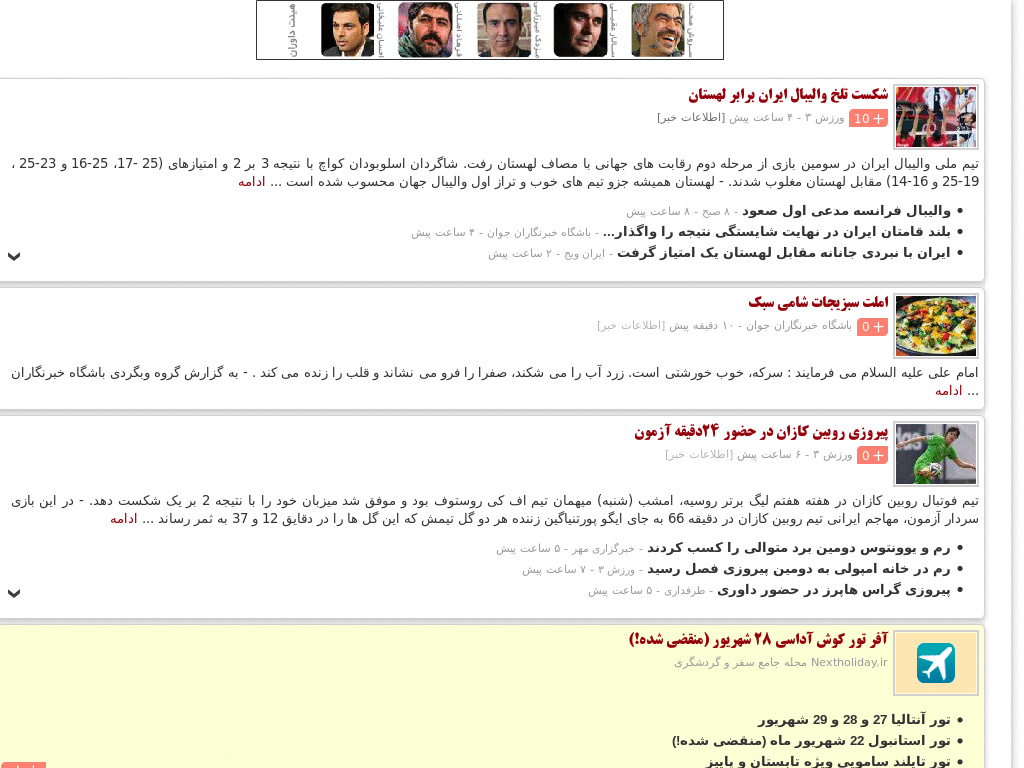 هیئت داوران
احسان علیخانی
فرهاد اصلانی
مزدک میرزایی
سالار عقیلی
سروش صحت
شکست تلخ والیبال ایران برابر لهستان
+ 10 ورزش ۳ - ۴ ساعت پیش [اطلاعات خبر]
تیم ملی والیبال ایران در سومین بازی از مرحله دوم رقابت های جهانی با مصاف لهستان رفت. شاگردان اسلوبودان کواچ با نتیجه 3 بر 2 و امتیازهای (25 -17، 25-16 و 23-25 ،
19-25 و 16-14) مقابل لهستان مغلوب شدند. - لهستان همیشه جزو تیم های خوب و تراز اول والیبال جهان محسوب شده است ... ادامه
• والیبال فرانسه مدعی اول صعود - ۸ صبح - ۸ ساعت پیش
• بلند قامتان ایران در نهایت شایستگی نتیجه را واگذار... - باشگاه خبرنگاران جوان - ۴ ساعت پیش
• ایران با نبردی جانانه مقابل لهستان یک امتیاز گرفت - ایران ویج - ۲ ساعت پیش
املت سبزیجات شامی سبک
+ 0 باشگاه خبرنگاران جوان - ۱۰ دقیقه پیش [اطلاعات خبر]
امام علی علیه السلام می فرمایند : سرکه، خوب خورشتی است. زرد آب را می شکند، صفرا را فرو می نشاند و قلب را زنده می کند . - به گزارش گروه وبگردی باشگاه خبرنگاران
... ادامه
پیروزی روبین کازان در حضور ۲۴دقیقه آزمون
+ 0 ورزش ۳ - ۶ ساعت پیش [اطلاعات خبر]
تیم فوتبال روبین کازان در هفته هفتم لیگ برتر روسیه، امشب (شنبه) میهمان تیم اف کی روستوف بود و موفق شد میزبان خود را با نتیجه 2 بر یک شکست دهد. - در این بازی
سردار آزمون، مهاجم ایرانی تیم روبین کازان در دقیقه 66 به جای ایگو پورتنیاگین زننده هر دو گل تیمش که این گل ها را در دقایق 12 و 37 به ثمر رساند ... ادامه
• رم و یوونتوس دومین برد متوالی را کسب کردند - خبرگزاری مهر - ۵ ساعت پیش
• رم در خانه امپولی به دومین پیروزی فصل رسید - ورزش ۳ - ۷ ساعت پیش
• پیروزی گراس هاپرز در حضور داوری - طرفداری - ۵ ساعت پیش
آفر تور کوش آداسی ۲۸ شهریور (منقضی شده!)
Nextholiday.ir مجله جامع سفر و گردشگری
• تور آنتالیا 27 و 28 و 29 شهریور
• تور استانبول 22 شهریور ماه (منقضی شده!)
• تور تایلند سامویی ویژه تابستان و پاییز